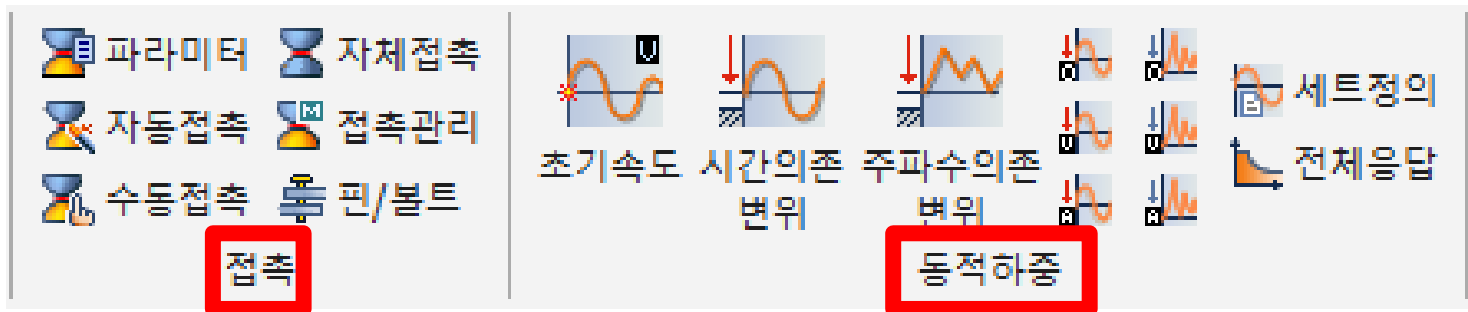 파라미터 자체접촉
자동접촉 접촉관리
수동접촉 핀/볼트
접촉
초기속도 시간의존 변위 주파수의존 변위
세트정의
전체응답
동적하중